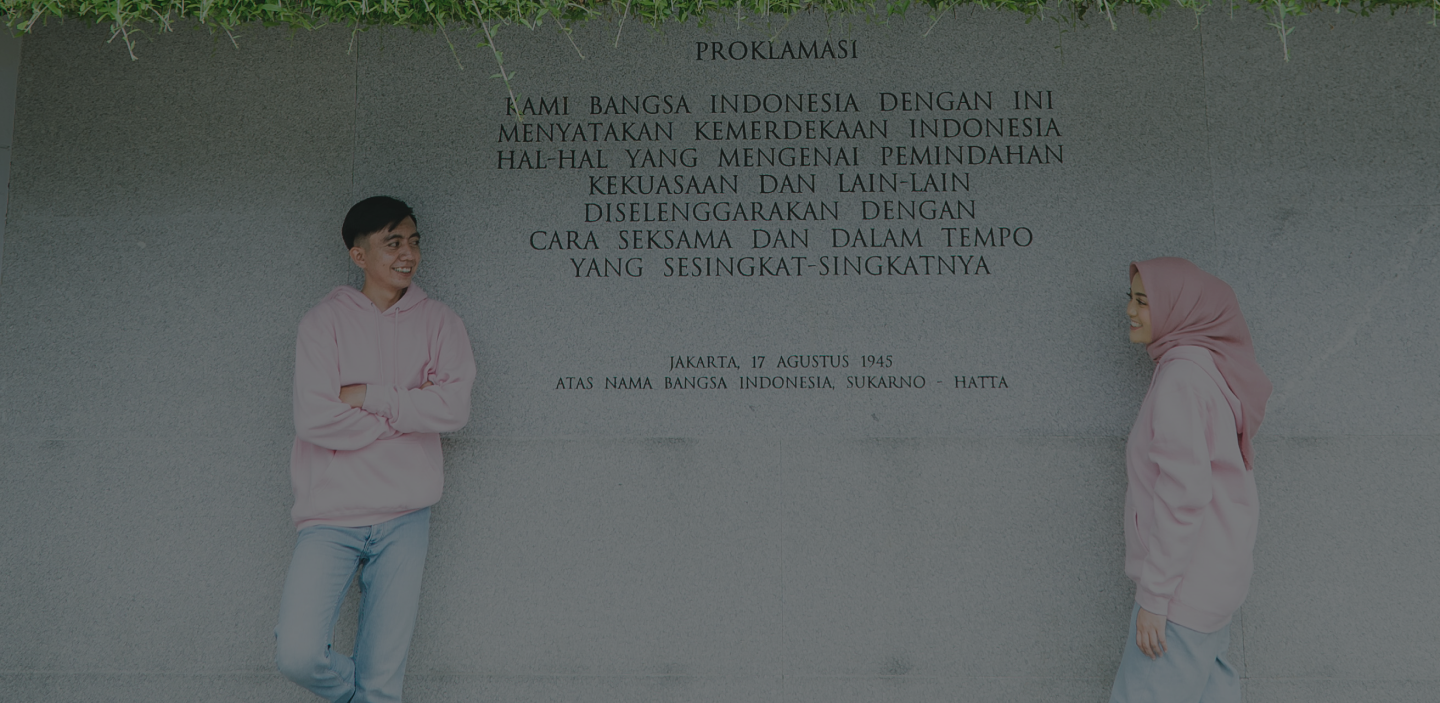 PROKLAMASI
KAMI BANGSA INDONESIA DENGAN INI
MENYATAKAN KEMERDEKAAN INDONESIA
HAL-HAL YANG MENGENAI PEMINDAHAN
KEKUASAAN DAN LAIN-LAIN
DISELENGGARAKAN DENGAN
CARA SEKSAMA DAN DALAM TEMPO
YANG SESINGKAT-SINGKATNYA
JAKARTA, 17 AGUSTUS 1945
ATAS NAMA BANGSA INDONESIA, SUKARNO - HATTA